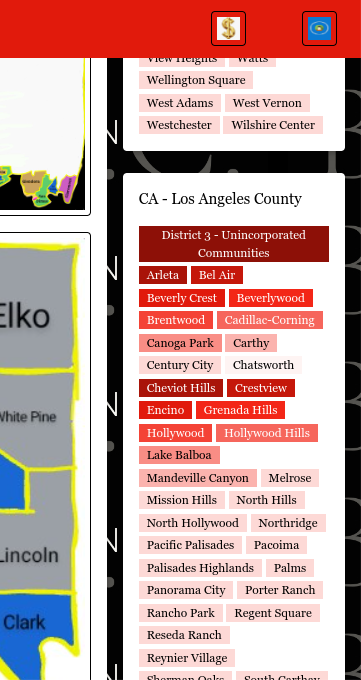 View Heights Watts
Wellington Square
West Adams West Vernon
Westchester Wilshire Center
CA - Los Angeles County
District 3 - Unincorporated
Communities
Arleta Bel Air
Beverly Crest Beverlywood
Brentwood Cadillac-Corning
Canoga Park Carthy
Century City Chatsworth
Cheviot Hills Crestview
Encino Grenada Hills
Hollywood Hollywood Hills
Lake Balboa
Mandeville Canyon Melrose
Mission Hills North Hills
North Hollywood Northridge
Pacific Palisades Pacoima
Palisades Highlands Palms
Panorama City Porter Ranch
Rancho Park Regent Square
Reseda Ranch
Reynier Village
Sherman Oaks South Carthay
Elko
White Pine
Lincoln
Clark